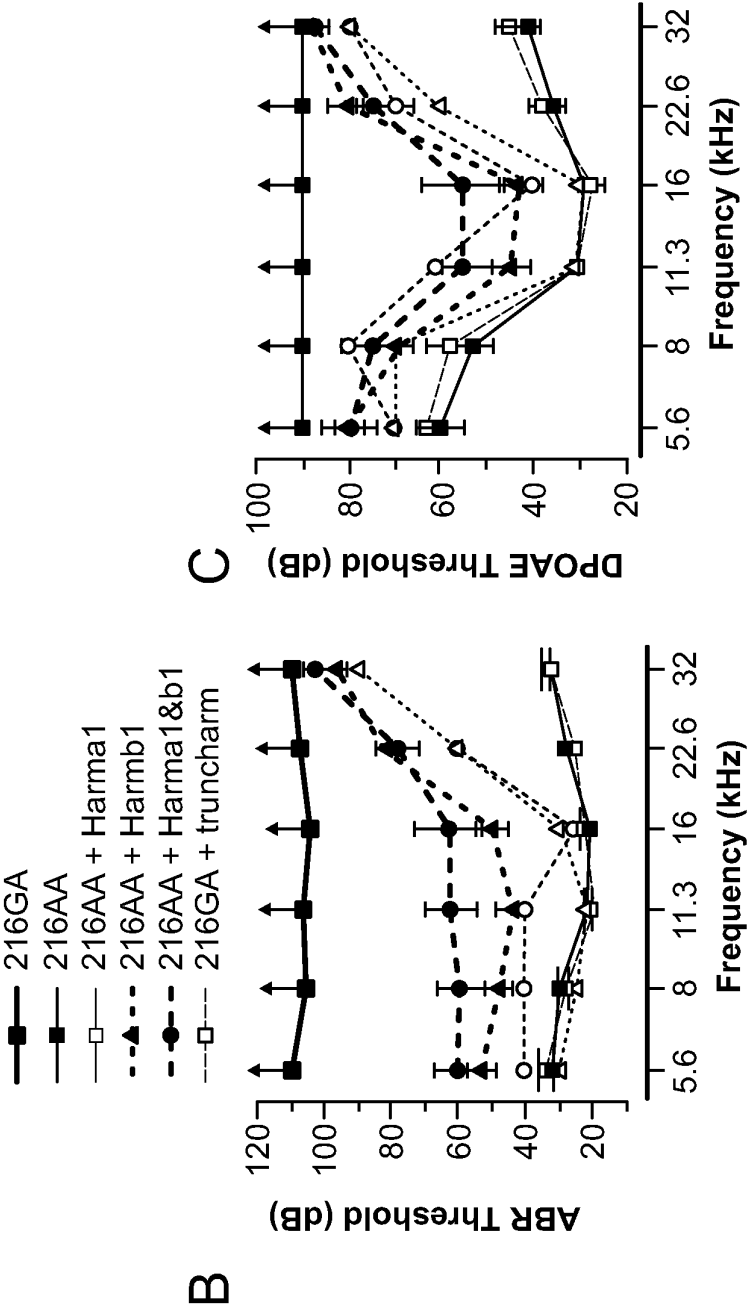 216GA
216AA
216AA + Harma1
216AA + Harmb1
216AA + Harma1&b1
216GA + truncharm
B
ABR Threshold (dB)
120
100
80
60
40
20
5.6 8 11.3 16 22.6 32
Frequency (kHz)
C
DPOAE Threshold (dB)
100
80
60
40
20
5.6 8 11.3 16 22.6 32
Frequency (kHz)